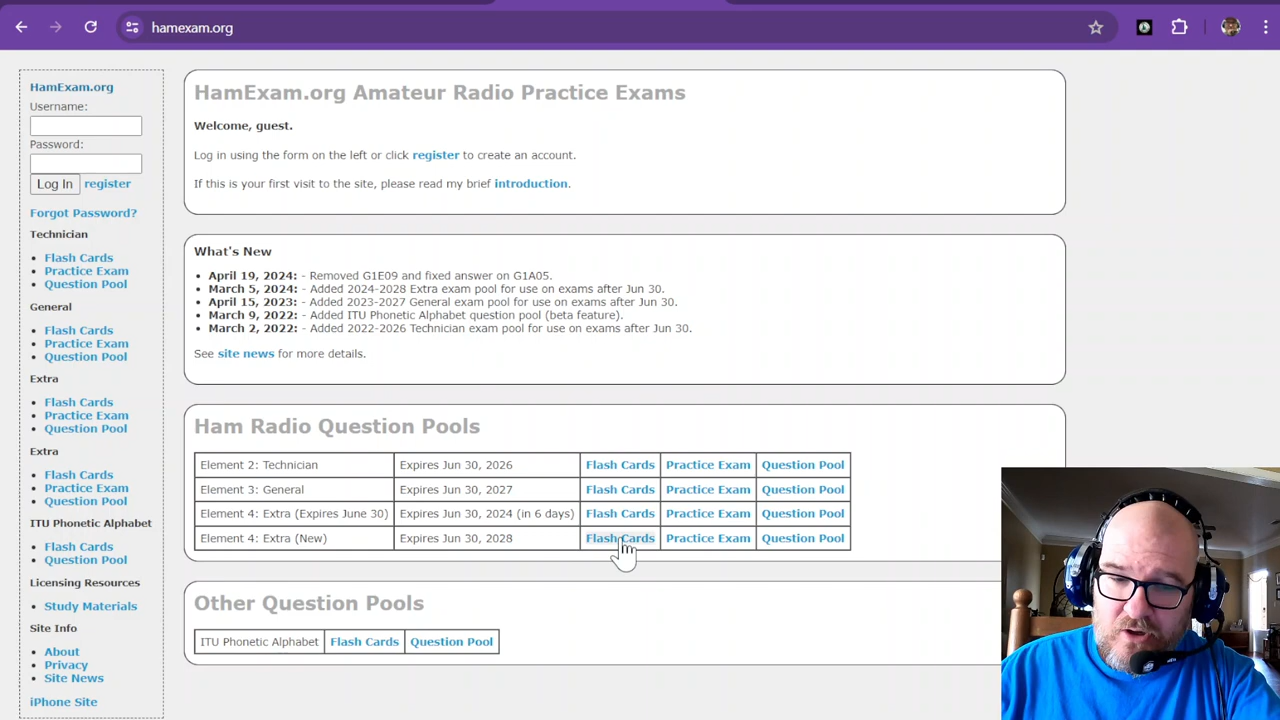 hamexam.org
HamExam.org
Username:
Password:
Log In register
Forgot Password?
Technician
Flash Cards
Practice Exam
Question Pool
General
Flash Cards
Practice Exam
Question Pool
Extra
Flash Cards
Practice Exam
Question Pool
Extra
Flash Cards
Practice Exam
Question Pool
ITU Phonetic Alphabet
Flash Cards
Question Pool
Licensing Resources
Study Materials
Site Info
About
Privacy
Site News
iPhone Site
HamExam.org Amateur Radio Practice Exams
Welcome, guest.
Log in using the form on the left or click register to create an account.
If this is your first visit to the site, please read my brief introduction.
What's New
April 19, 2024: - Removed G1E09 and fixed answer on G1A05.
March 5, 2024: - Added 2024-2028 Extra exam pool for use on exams after Jun 30.
April 15, 2023: - Added 2023-2027 General exam pool for use on exams after Jun 30.
March 9, 2022: - Added ITU Phonetic Alphabet question pool (beta feature).
March 2, 2022: - Added 2022-2026 Technician exam pool for use on exams after Jun 30.
See site news for more details.
Ham Radio Question Pools
Element 2: Technician Expires Jun 30, 2026 Flash Cards Practice Exam Question Pool
Element 3: General Expires Jun 30, 2027 Flash Cards Practice Exam Question Pool
Element 4: Extra (Expires June 30) Expires Jun 30, 2024 (in 6 days) Flash Cards Practice Exam Question Pool
Element 4: Extra (New) Expires Jun 30, 2028 Flash Cards Practice Exam Question Pool
Other Question Pools
ITU Phonetic Alphabet Flash Cards Question Pool